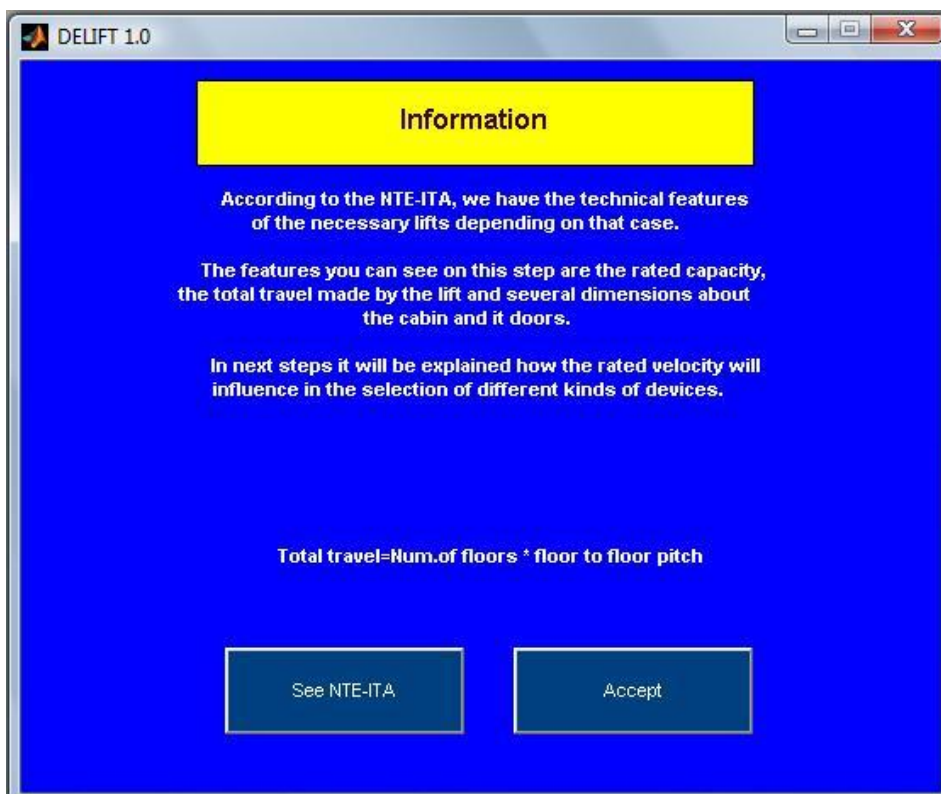 DELIFT 1.0
Information
According to the NTE-ITA, we have the technical features
of the necessary lifts depending on that case.
The features you can see on this step are the rated capacity,
the total travel made by the lift and several dimensions about
the cabin and it doors.
In next steps it will be explained how the rated velocity will
influence in the selection of different kinds of devices.
Total travel=Num.of floors * floor to floor pitch
See NTE-ITA
Accept